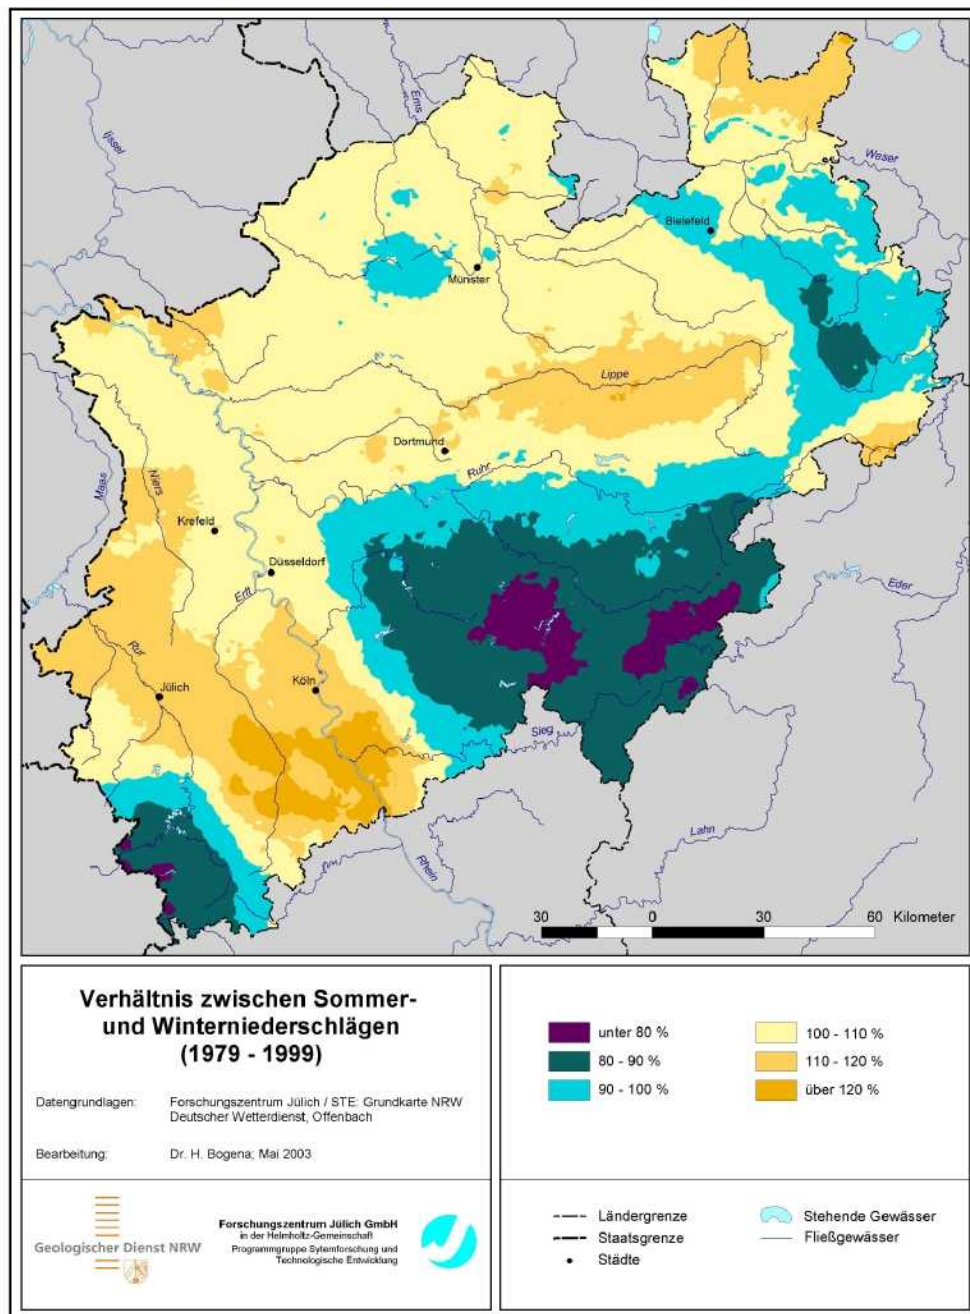 Ijssel
Ems
Weser
Bielefeld
Münster
Lippe
Maas
Niers
Dortmund
Ruhr
Krefeld
Düsseldorf
Erft
Eder
Rur
Jülich
Köln
Sieg
Lahn
Rhein
30 0 30 60 Kilometer
Verhältnis zwischen Sommer-
und Winterniederschlägen
(1979 - 1999)
Datengrundlagen: Forschungszentrum Jülich / STE: Grundkarte NRW
Deutscher Wetterdienst, Offenbach
Bearbeitung: Dr. H. Bogena; Mai 2003
Geologischer Dienst NRW
Forschungszentrum Jülich GmbH
in der Helmholtz-Gemeinschaft
Programmgruppe Sytemforschung und
Technologische Entwicklung
unter 80 %
80 - 90 %
90 - 100 %
100 - 110 %
110 - 120 %
über 120 %
Ländergrenze
Staatsgrenze
Städte
Stehende Gewässer
Fließgewässer